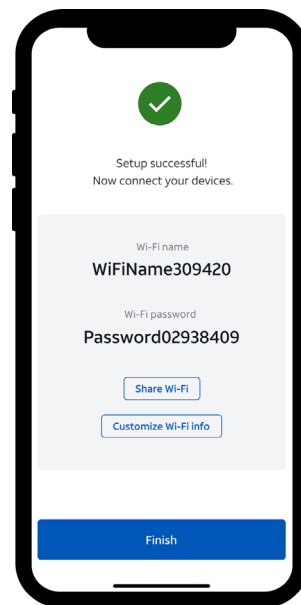 Setup successful!
Now connect your devices.
Wi-Fi name
WiFiName309420
Wi-Fi password
Password02938409
Share Wi-Fi
Customize Wi-Fi info
Finish